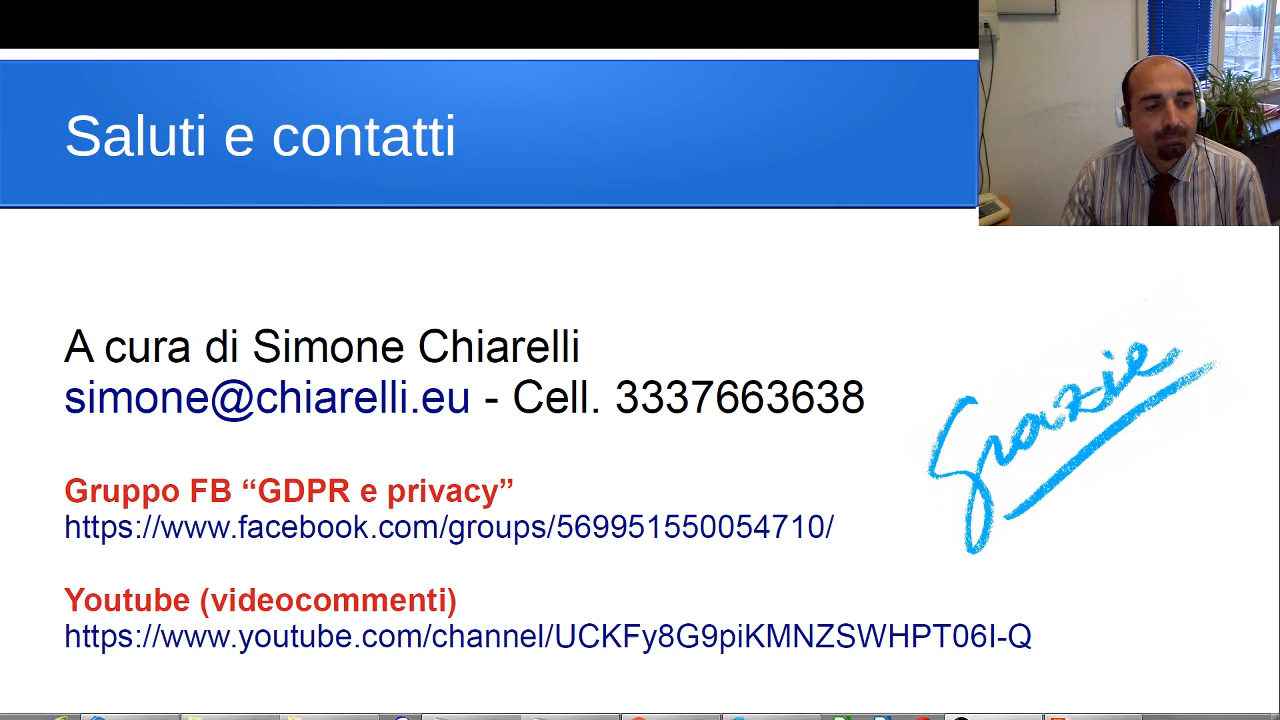 Saluti e contatti
A cura di Simone Chiarelli
simone@chiarelli.eu - Cell. 3337663638
Grazie
Gruppo FB “GDPR e privacy”
https://www.facebook.com/groups/569951550054710/
Youtube (videocommenti)
https://www.youtube.com/channel/UCKFy8G9piKMNZSWHPT06I-Q